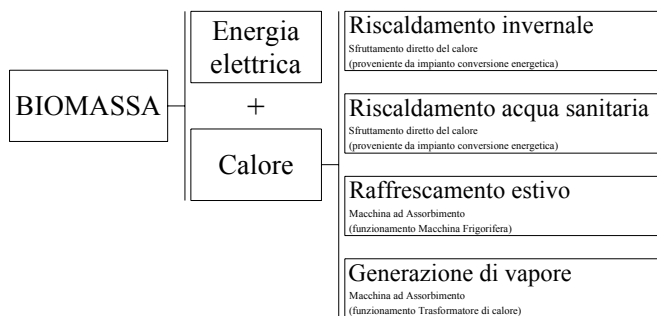 BIOMASSA
Energia
elettrica
+
Calore
Riscaldamento invernale
Sfruttamento diretto del calore
(proveniente da impianto conversione energetica)
Riscaldamento acqua sanitaria
Sfruttamento diretto del calore
(proveniente da impianto conversione energetica)
Raffrescamento estivo
Macchina ad Assorbimento
(funzionamento Macchina Frigorifera)
Generazione di vapore
Macchina ad Assorbimento
(funzionamento Trasformatore di calore)